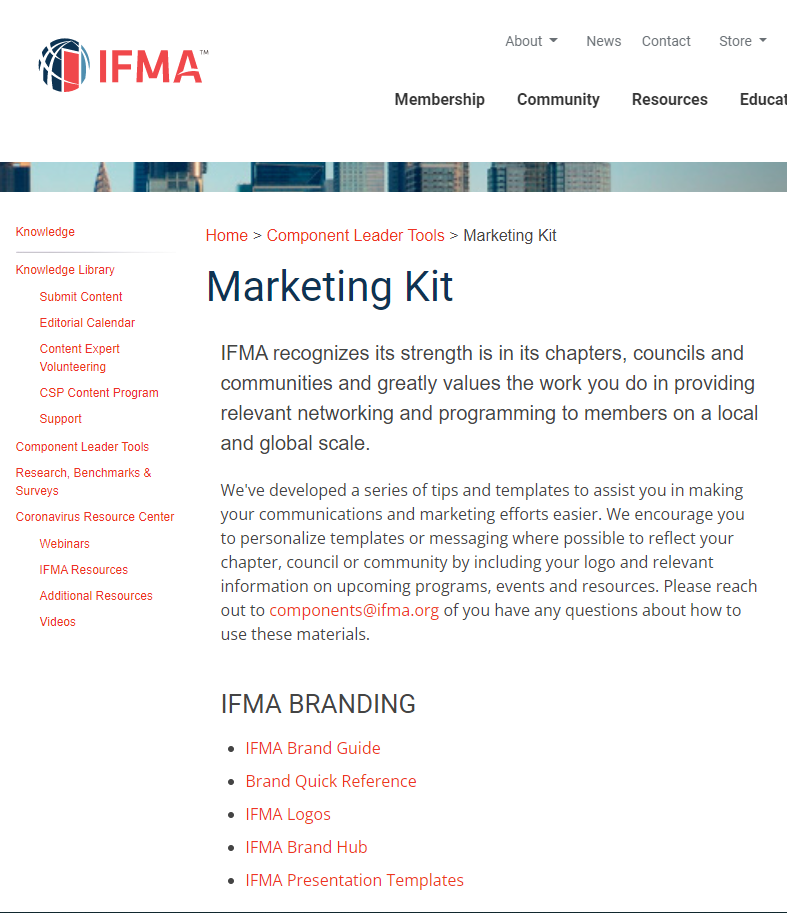 IFMA™
About
News
Contact
Store
Membership
Community
Resources
Educat
Knowledge
Knowledge Library
Submit Content
Editorial Calendar
Content Expert
Volunteering
CSP Content Program
Support
Component Leader Tools
Research, Benchmarks &
Surveys
Coronavirus Resource Center
Webinars
IFMA Resources
Additional Resources
Videos
Home > Component Leader Tools > Marketing Kit
Marketing Kit
IFMA recognizes its strength is in its chapters, councils and
communities and greatly values the work you do in providing
relevant networking and programming to members on a local
and global scale.
We've developed a series of tips and templates to assist you in making
your communications and marketing efforts easier. We encourage you
to personalize templates or messaging where possible to reflect your
chapter, council or community by including your logo and relevant
information on upcoming programs, events and resources. Please reach
out to components@ifma.org of you have any questions about how to
use these materials.
IFMA BRANDING
• IFMA Brand Guide
• Brand Quick Reference
• IFMA Logos
• IFMA Brand Hub
• IFMA Presentation Templates